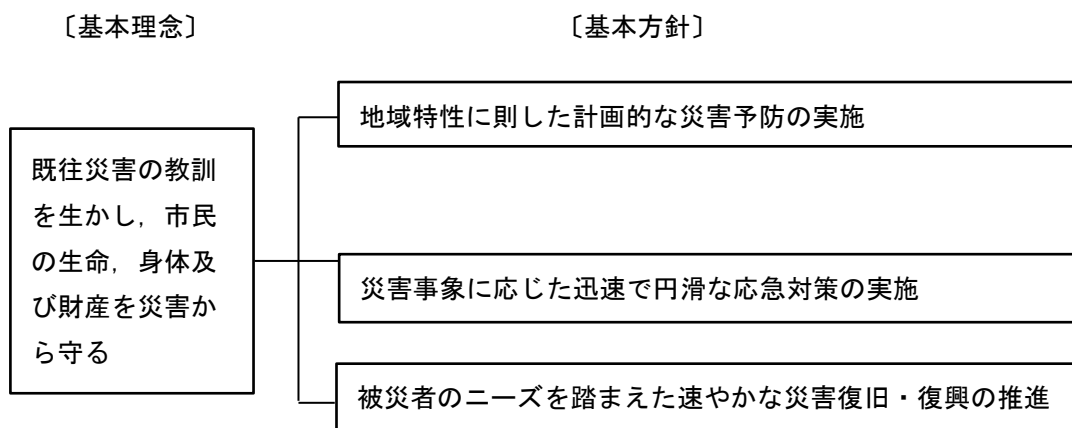 〔基本理念〕
〔基本方針〕
既往災害の教訓
を生かし，市民
の生命，身体及
び財産を災害か
ら守る
地域特性に則した計画的な災害予防の実施
災害事象に応じた迅速で円滑な応急対策の実施
被災者のニーズを踏まえた速やかな災害復旧・復興の推進